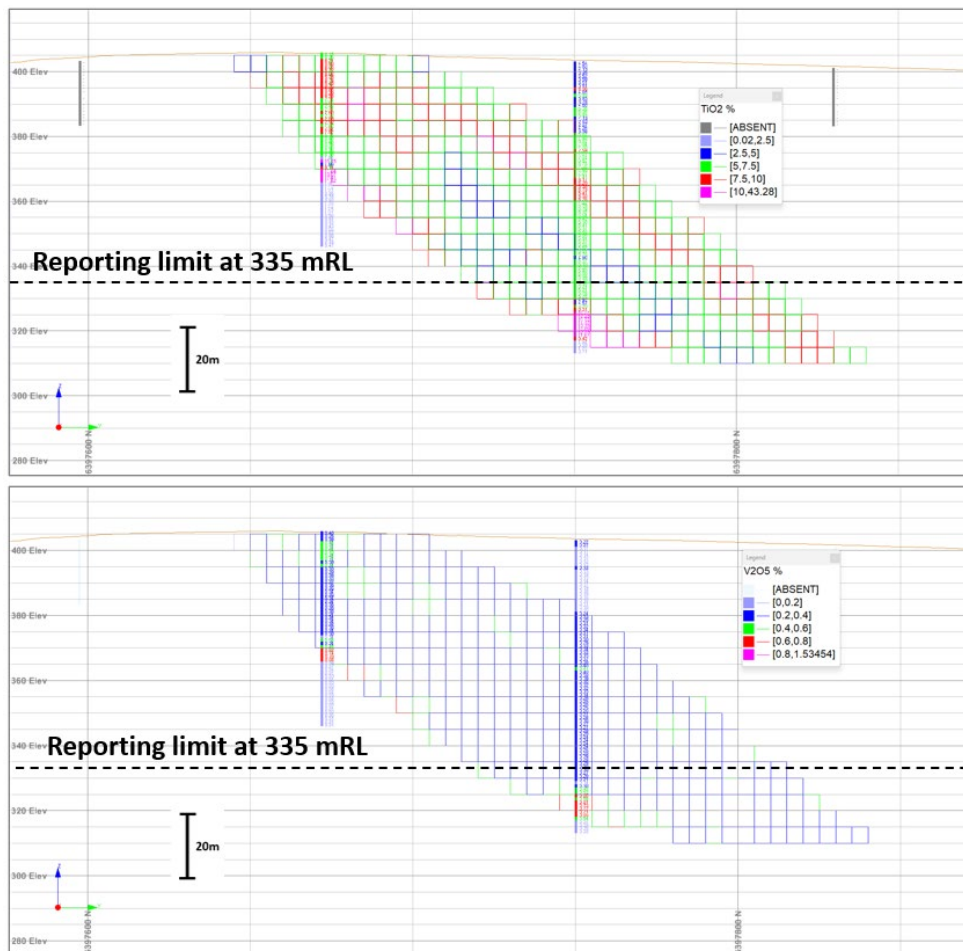 400 Elev
380 Elev
360 Elev
Reporting limit at 335 mRL
340 Elev
320 Elev
20m
300 Elev
280 Elev
6397600 N
6397800 N
Legend
TiO2 %
[ABSENT]
[0.02,2.5]
[2.5,5]
[5,7.5]
[7.5,10]
[10,43.28]
Z
400 Elev
380 Elev
360 Elev
Reporting limit at 335 mRL
340 Elev
320 Elev
20m
300 Elev
280 Elev
6397600 N
6397800 N
Legend
V2O5 %
[ABSENT]
[0,0.2]
[0.2,0.4]
[0.4,0.6]
[0.6,0.8]
[0.8,1.53454]
Z